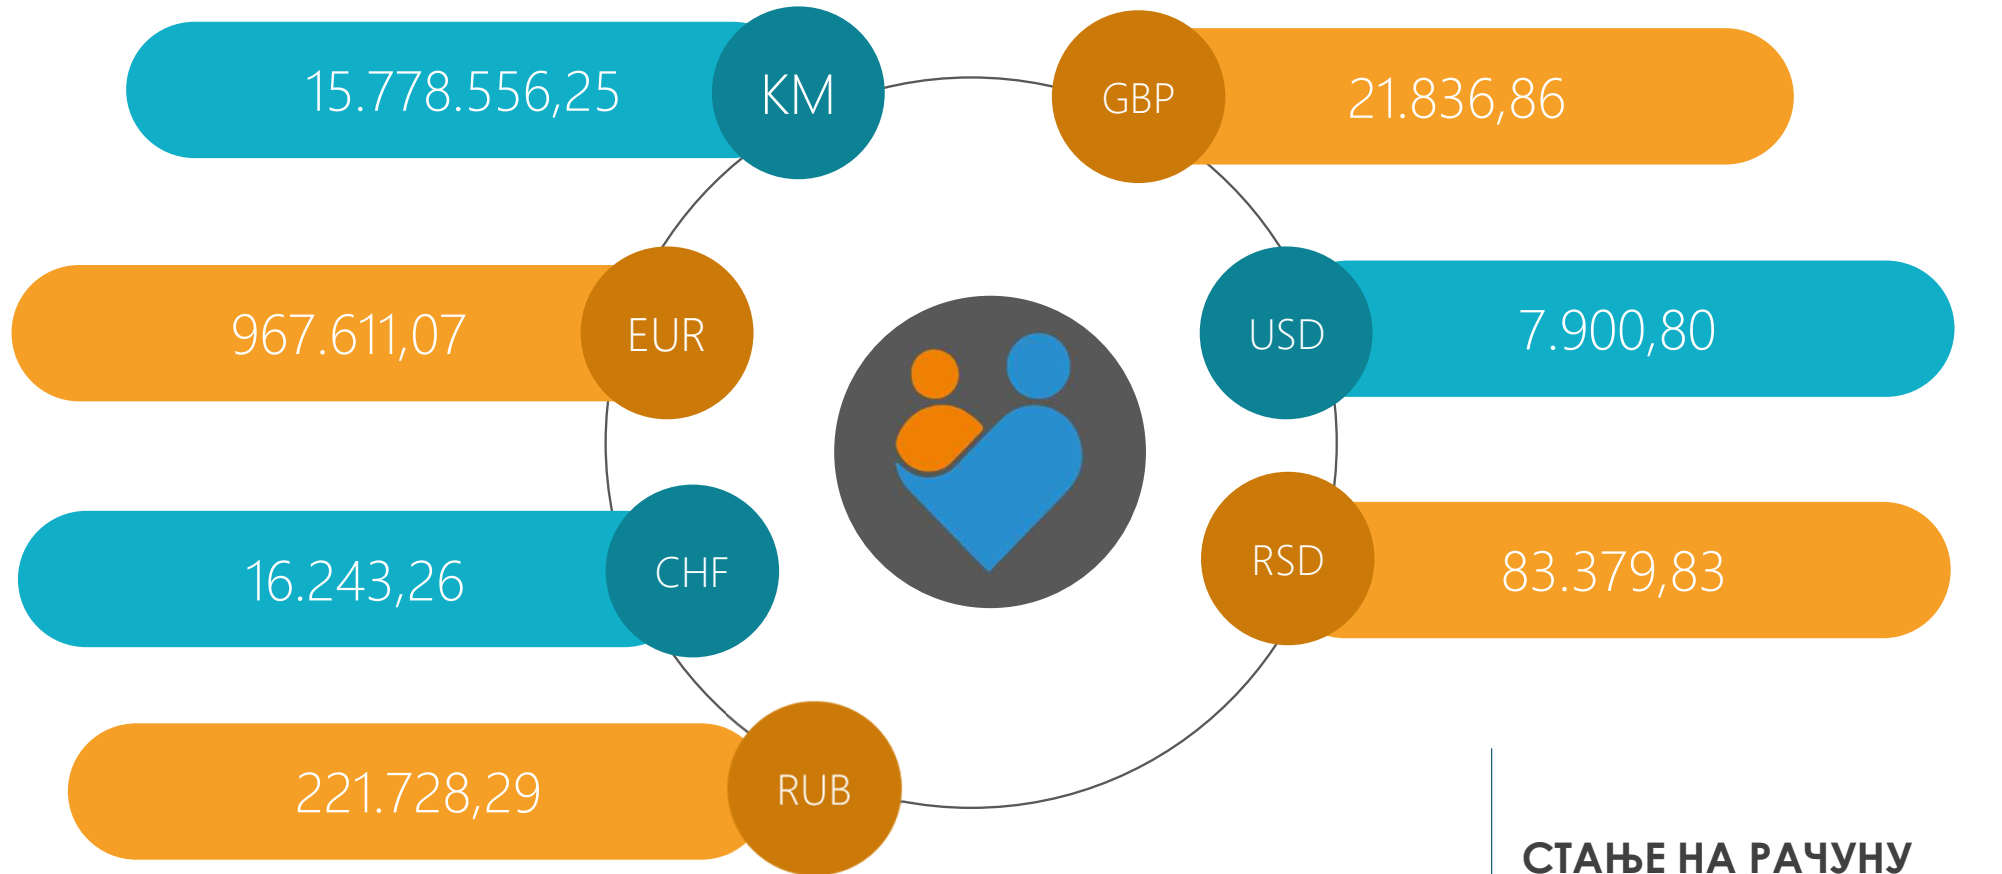 15.778.556,25 KM
GBP 21.836,86
967.611,07 EUR
USD 7.900,80
16.243,26 CHF
RSD 83.379,83
221.728,29 RUB
СТАЊЕ НА РАЧУНУ